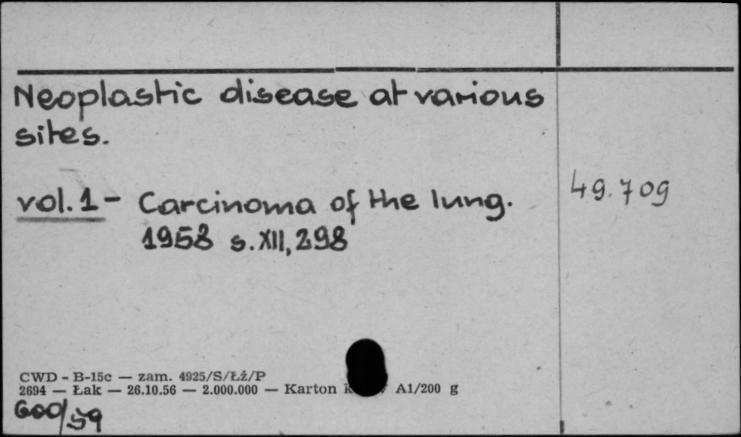 Neoplastic disease at various
sites.
vol. 1 - Carcinoma of the lung.
49.709
1958 s. XII, 298
CWD - B-15c — zam. 4925/S/Łż/P
2694 — Łak — 26.10.56 — 2.000.000 — Karton A1/200 g
600/59